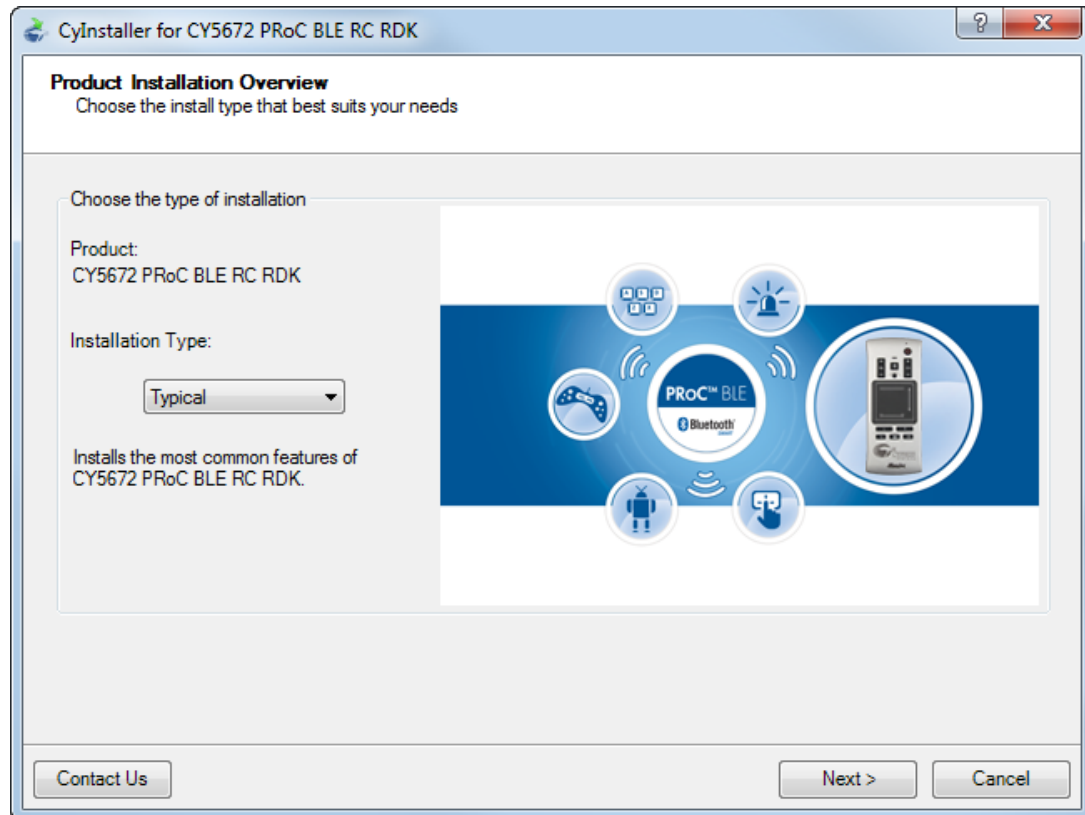 CyInstaller for CY5672 PRoC BLE RC RDK
Product Installation Overview
Choose the install type that best suits your needs
Choose the type of installation
Product:
CY5672 PRoC BLE RC RDK
Installation Type:
Typical
Installs the most common features of
CY5672 PRoC BLE RC RDK.
PRoC™ BLE
Bluetooth
SMART
Contact Us
Next >
Cancel